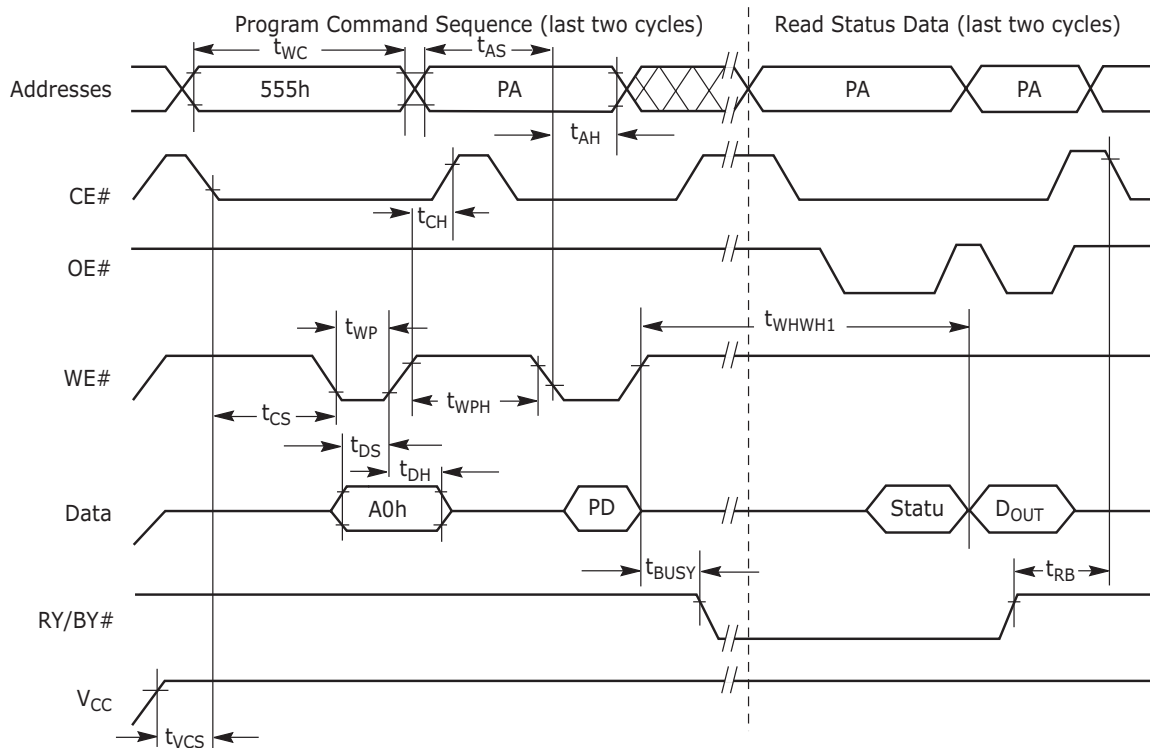 Program Command Sequence (last two cycles)
Read Status Data (last two cycles)
tWC
tAS
Addresses
555h
PA
PA
PA
tAH
CE#
tCH
OE#
tWP
tWHWH1
WE#
tCS
tWPH
tDS
tDH
Data
A0h
PD
Statu
DOUT
tBUSY
tRB
RY/BY#
VCC
tVCS